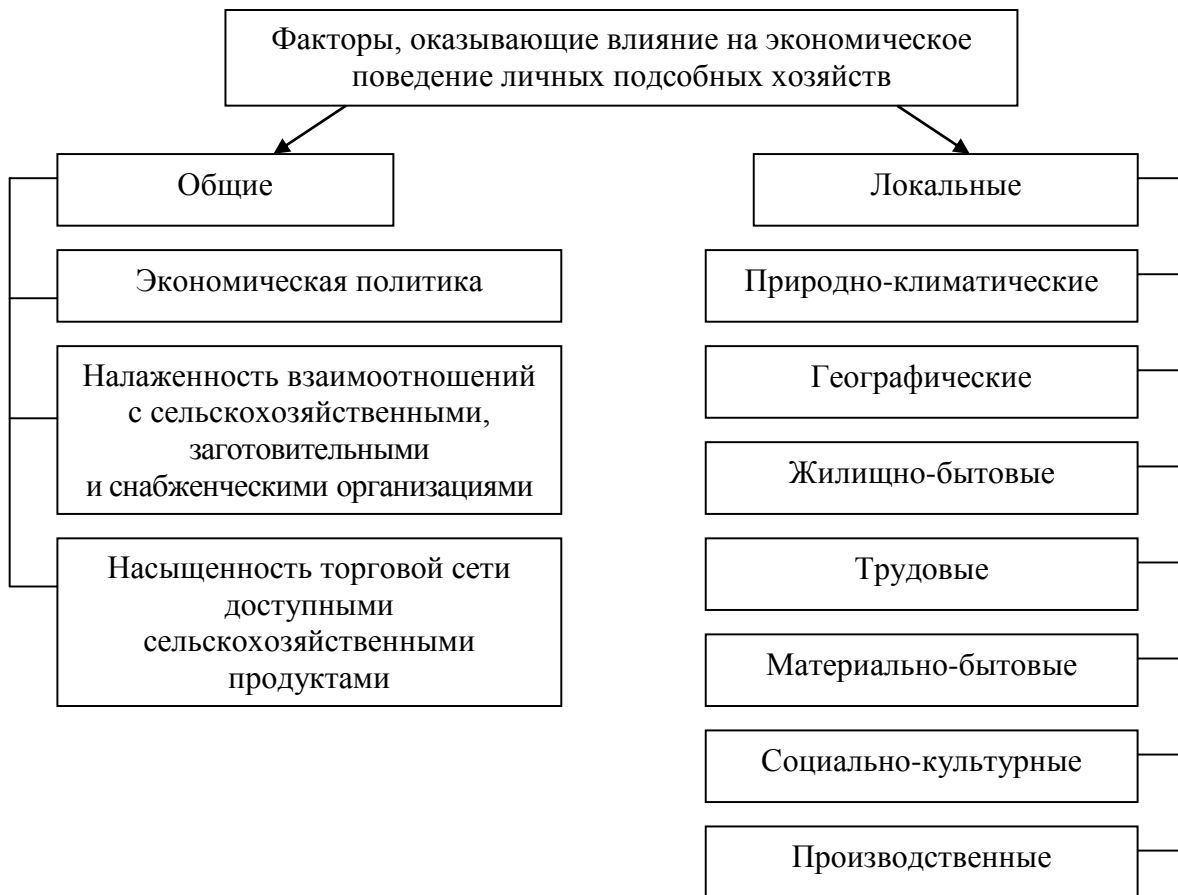 Факторы, оказывающие влияние на экономическое
поведение личных подсобных хозяйств
Общие
Экономическая политика
Налаженность взаимоотношений
с сельскохозяйственными,
заготовительными
и снабженческими организациями
Насыщенность торговой сети
доступными
сельскохозяйственными
продуктами
Локальные
Природно-климатические
Географические
Жилищно-бытовые
Трудовые
Материально-бытовые
Социально-культурные
Производственные